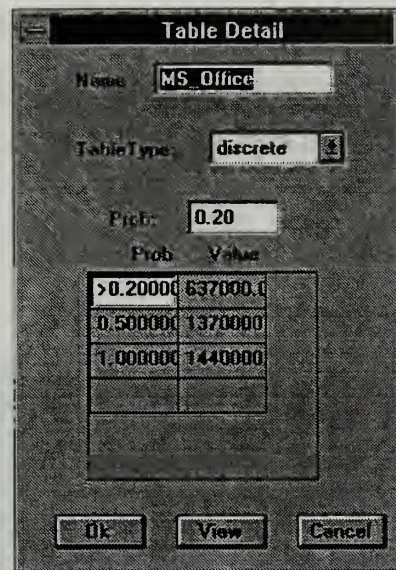 Table Detail
Name MS_Office
TableType: discrete
Prob: 0.20
Prob Value
>0.20000 637000.0
0.500000 1370000
1.000000 1440000
Ok View Cancel